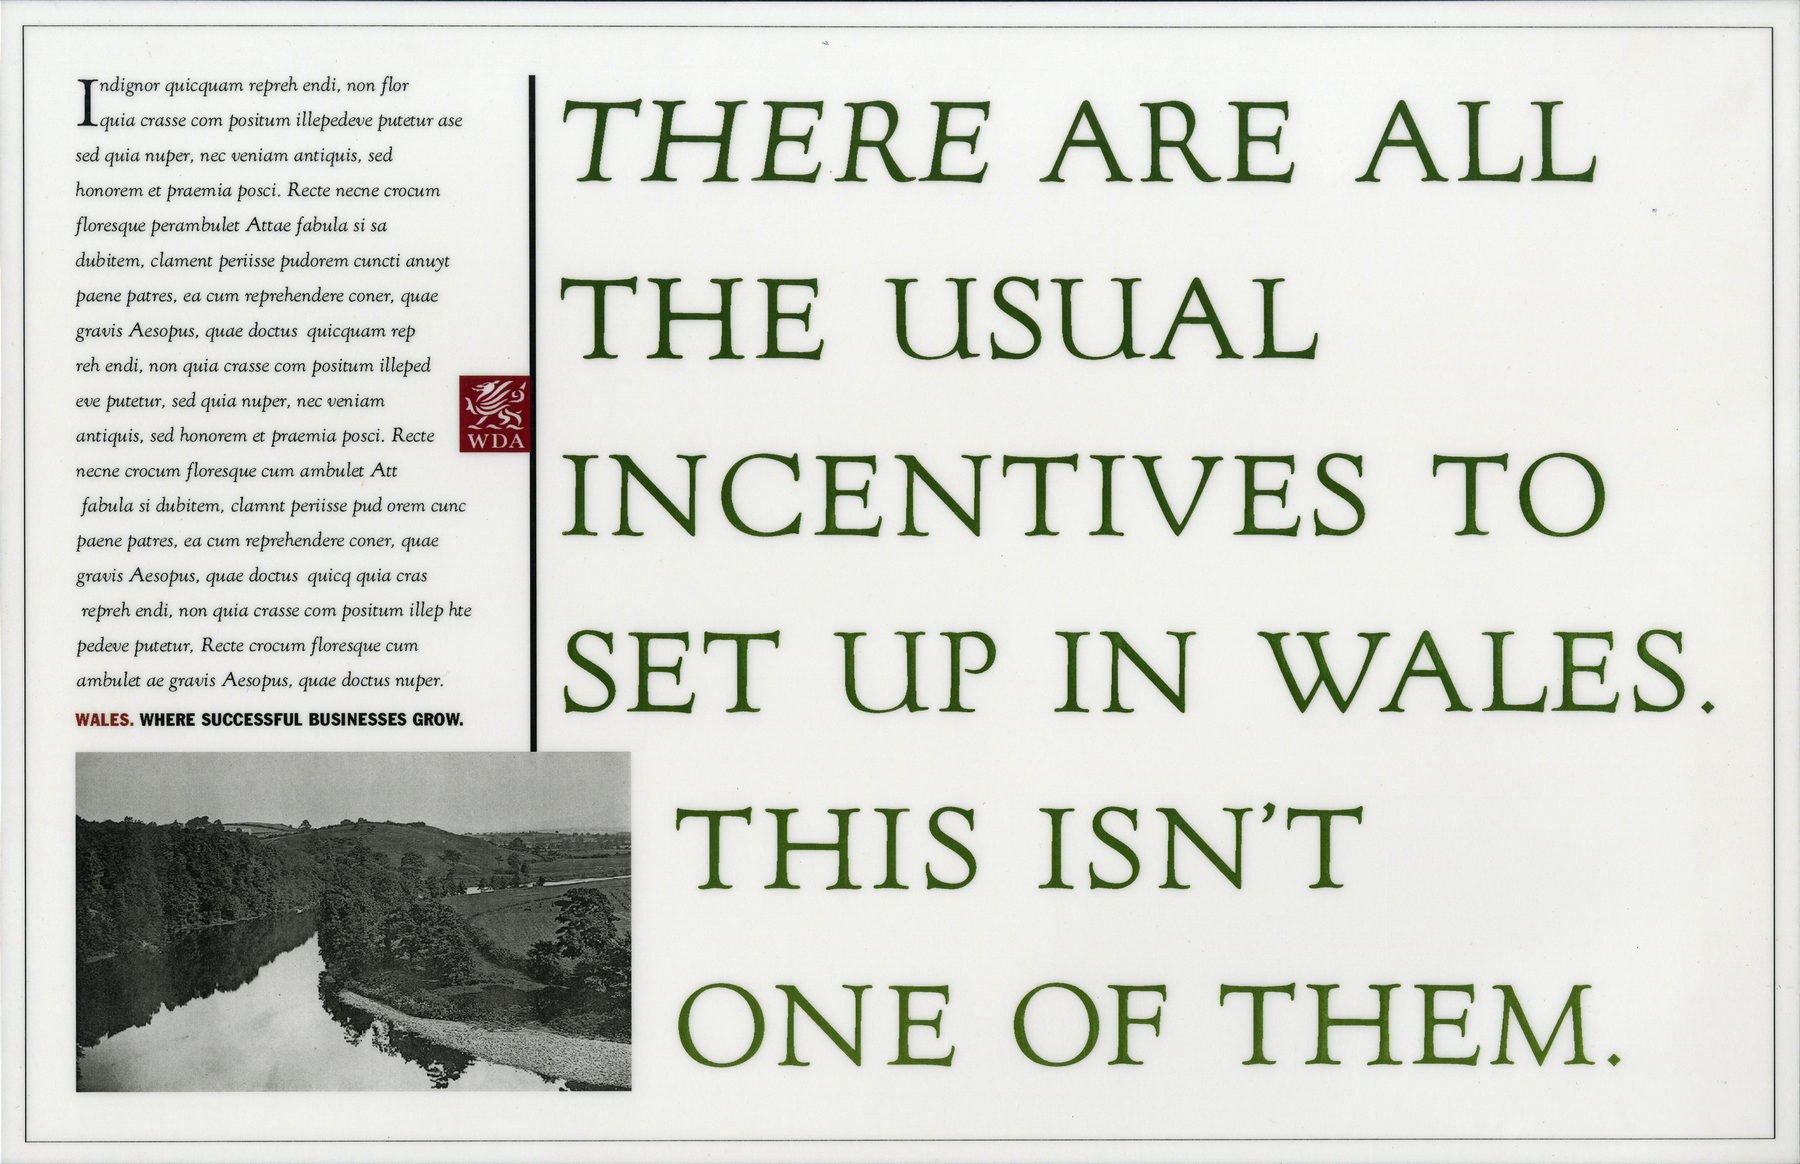 Indignor quicquam repreh endi, non flor
quia crasse com positum illepedeve putetur ase
sed quia nuper, nec veniam antiquis, sed
honorem et praemia posci. Recte necne crocum
floresque perambulet Attae fabula si sa
dubitem, clament periisse pudorem cuncti anuyt
paene patres, ea cum reprehendere coner, quae
gravis Aesopus, quae doctus quicquam rep
reh endi, non quia crasse com positum illeped
eve putetur, sed quia nuper, nec veniam
antiquis, sed honorem et praemia posci. Recte
necne crocum floresque cum ambulet Att
fabula si dubitem, clamnt periisse pud orem cunc
paene patres, ea cum reprehendere coner, quae
gravis Aesopus, quae doctus quicq quia cras
repreh endi, non quia crasse com positum illep hte
pedeve putetur, Recte crocum floresque cum
ambulet ae gravis Aesopus, quae doctus nuper.
WALES. WHERE SUCCESSFUL BUSINESSES GROW.
WDA
THERE ARE ALL
THE USUAL
INCENTIVES TO
SET UP IN WALES.
THIS ISN'T
ONE OF THEM.